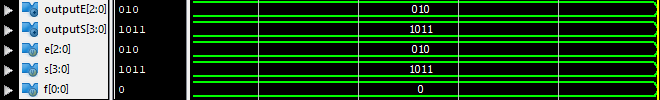 outputE[2:0] 010 010
outputS[3:0] 1011 1011
e[2:0] 010 010
s[3:0] 1011 1011
f[0:0] 0 0